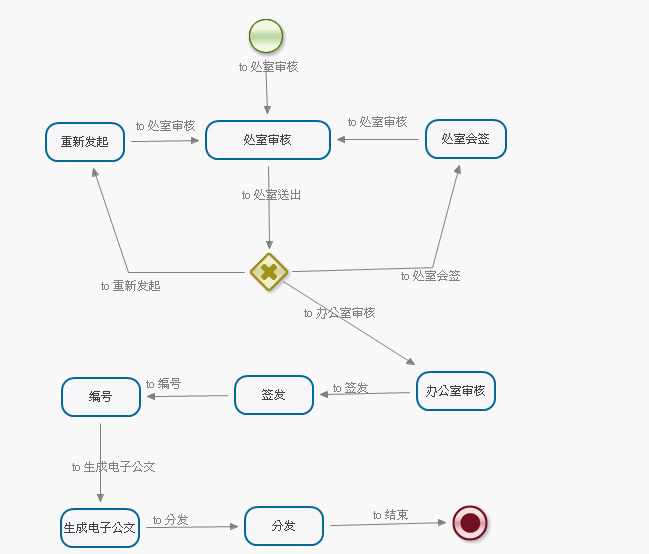 to 处室审核
重新发起
to 处室审核
处室审核
to 处室审核
处室会签
to 处室送出
to 重新发起
to 处室会签
to 办公室审核
编号
to 编号
签发
to 签发
办公室审核
to 生成电子公文
生成电子公文
to 分发
分发
to 结束